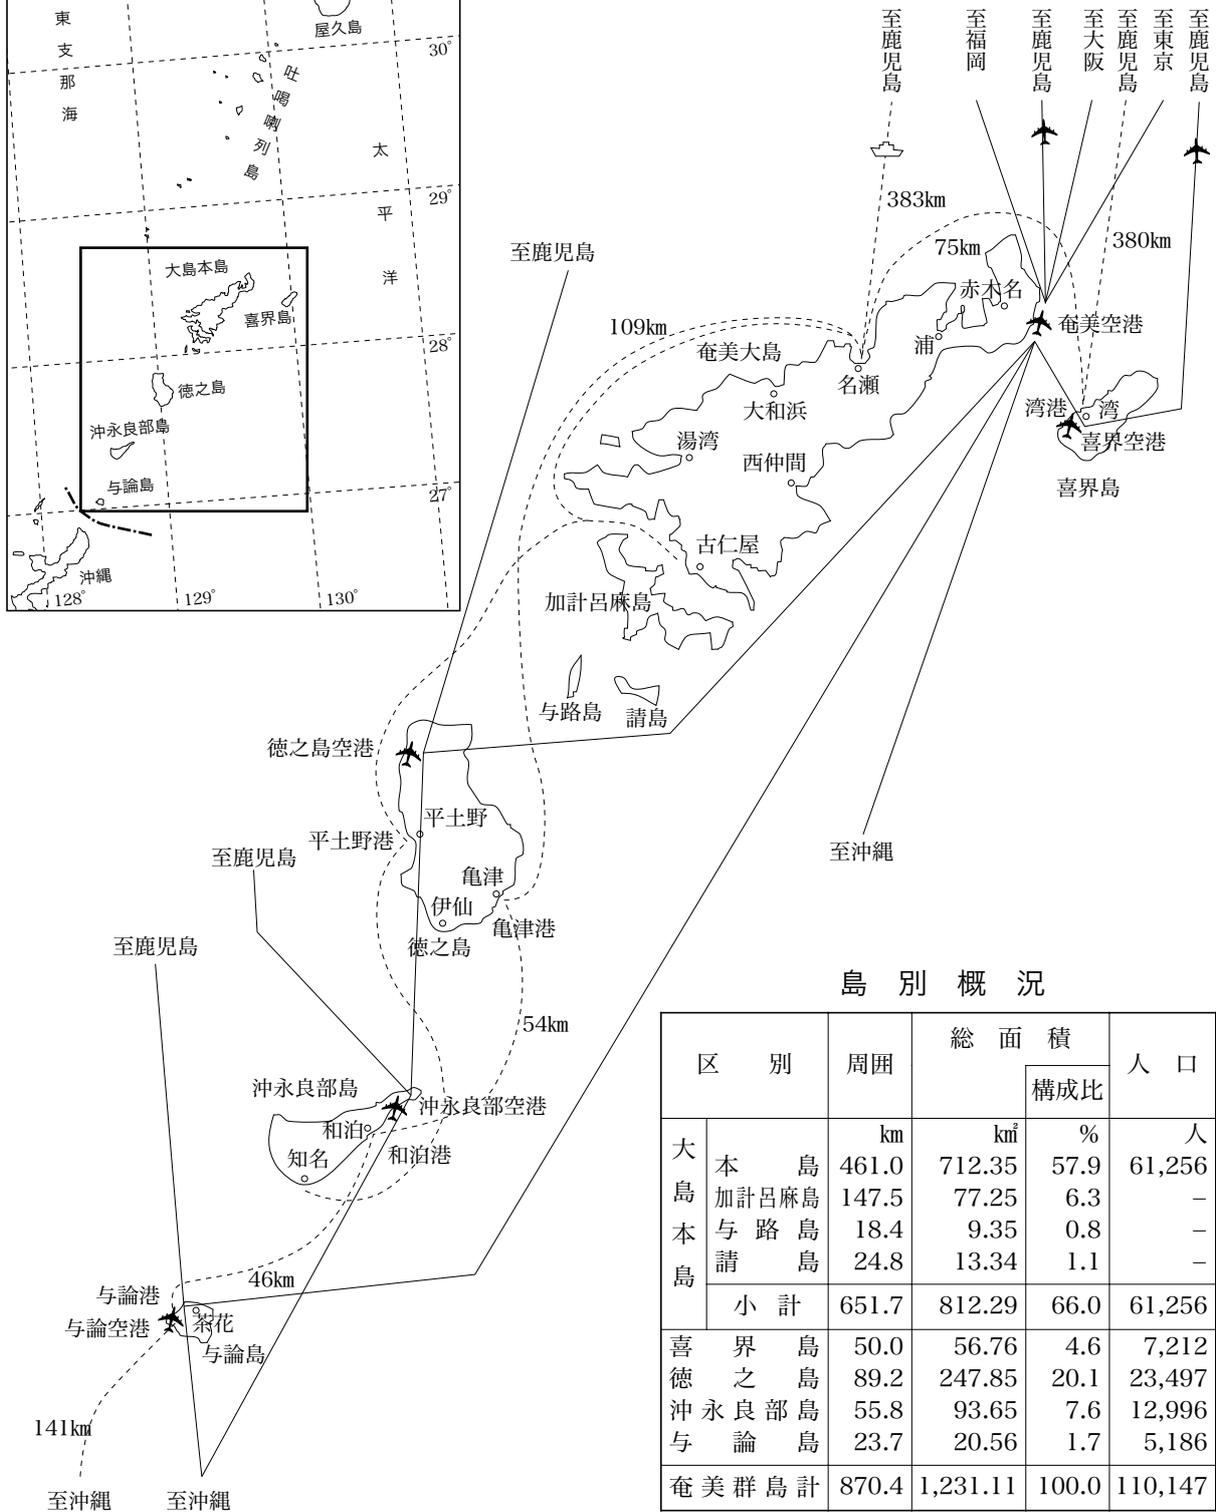 東支那海
屋久島
30°
吐喝喇列島
太平洋
29°
大島本島
喜界島
28°
徳之島
沖永良部島
与論島
27°
沖縄
128°
129°
130°
至鹿児島
至福岡
至鹿児島
至大阪
至鹿児島
至東京
至鹿児島
383㎞
75㎞
380㎞
至鹿児島
109㎞
赤木名
奄美空港
浦
奄美大島
名瀬
大和浜
湾港
湾
喜界空港
喜界島
湯湾
西仲間
古仁屋
加計呂麻島
与路島
請島
徳之島空港
平土野
平土野港
至鹿児島
至沖縄
亀津
伊仙
亀津港
徳之島
至鹿児島
54㎞
沖永良部島
沖永良部空港
和泊
和泊港
知名
46㎞
与論港
与論空港
茶花
与論島
141㎞
至沖縄
至沖縄
島別概況
区別 周囲 総面積 人口
構成比
大島本島
㎞ ㎢ % 人
本島 461.0 712.35 57.9 61,256
加計呂麻島 147.5 77.25 6.3 –
与路島 18.4 9.35 0.8 –
請島 24.8 13.34 1.1 –
小計 651.7 812.29 66.0 61,256
喜界島 50.0 56.76 4.6 7,212
徳之島 89.2 247.85 20.1 23,497
沖永良部島 55.8 93.65 7.6 12,996
与論島 23.7 20.56 1.7 5,186
奄美群島計 870.4 1,231.11 100.0 110,147